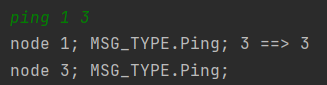 ping 1 3
node 1; MSG_TYPE.Ping; 3 ==> 3
node 3; MSG_TYPE.Ping;